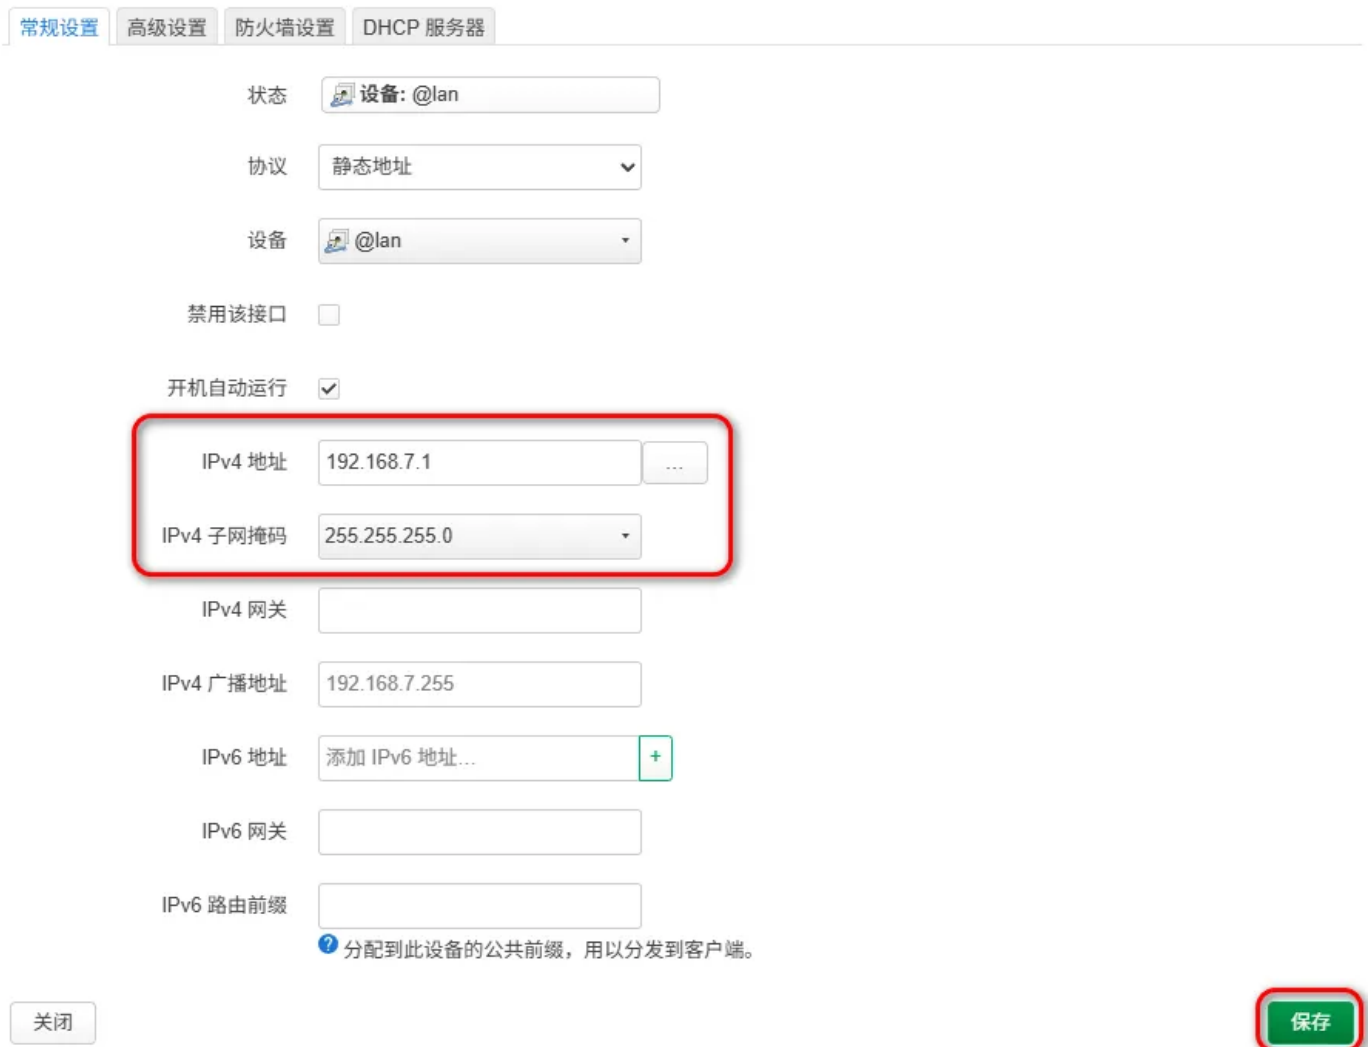 常规设置 高级设置 防火墙设置 DHCP 服务器
状态 设备: @lan
协议 静态地址
设备 @lan
禁用该接口
开机自动运行
IPv4 地址 192.168.7.1 ...
IPv4 子网掩码 255.255.255.0
IPv4 网关
IPv4 广播地址 192.168.7.255
IPv6 地址 添加 IPv6 地址... +
IPv6 网关
IPv6 路由前缀
? 分配到此设备的公共前缀，用以分发到客户端。
关闭 保存